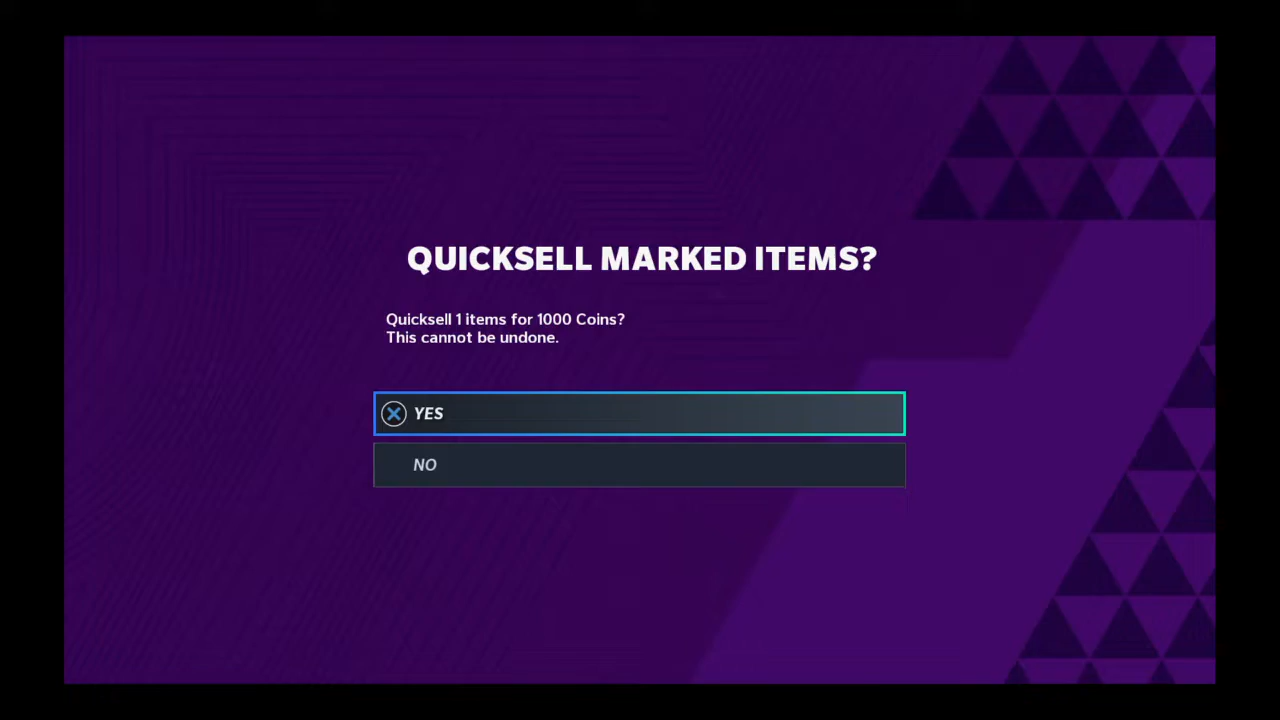 QUICKSELL MARKED ITEMS?
Quicksell 1 items for 1000 Coins?
This cannot be undone.
YES
NO